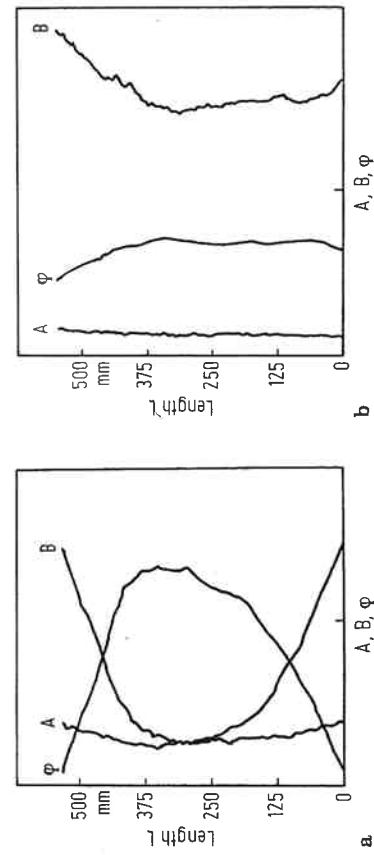 B
φ
A
500
mm
375
250
125
0
Length L
A, B, φ
b
B
A
φ
500
mm
375
250
125
0
Length L
A, B, φ
a